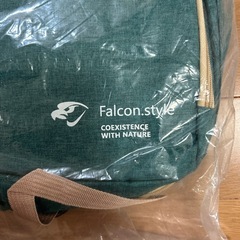 Falcon.style
COEXISTENCE
WITH NATURE